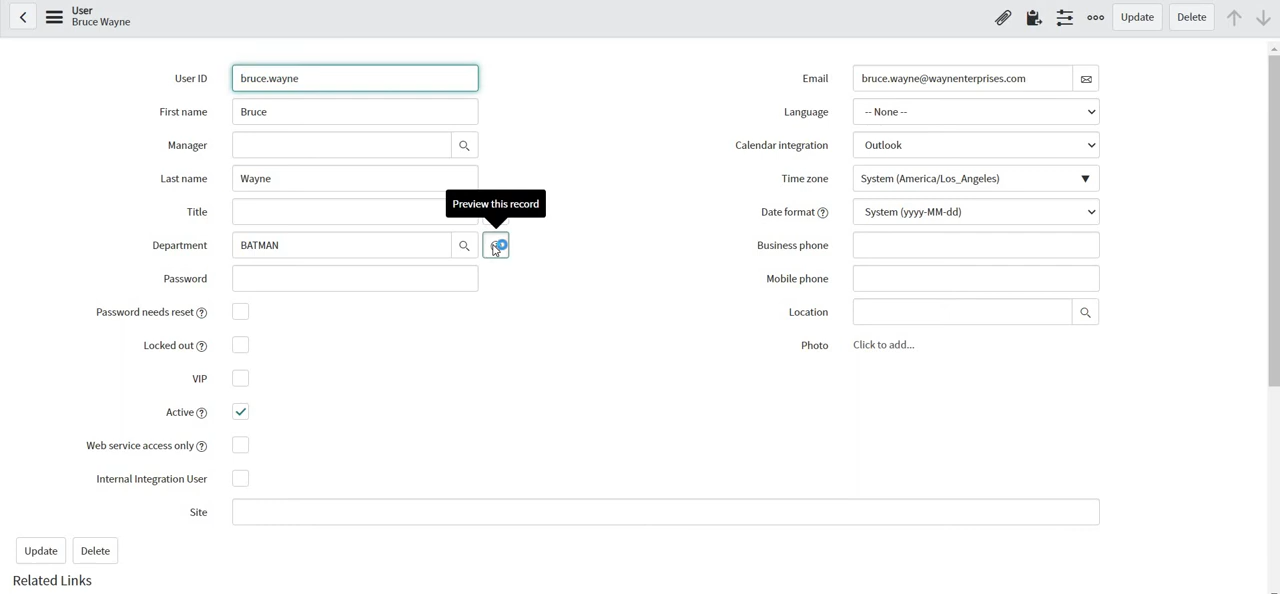 User
Bruce Wayne
Update
Delete
User ID
bruce.wayne
Email
bruce.wayne@waynenterprises.com
First name
Bruce
Language
-- None --
Manager
Calendar integration
Outlook
Last name
Wayne
Time zone
System (America/Los_Angeles)
Preview this record
Title
Date format
System (yyyy-MM-dd)
Department
BATMAN
Business phone
Password
Mobile phone
Password needs reset
Location
Locked out
Photo
Click to add...
VIP
Active
Web service access only
Internal Integration User
Site
Update
Delete
Related Links